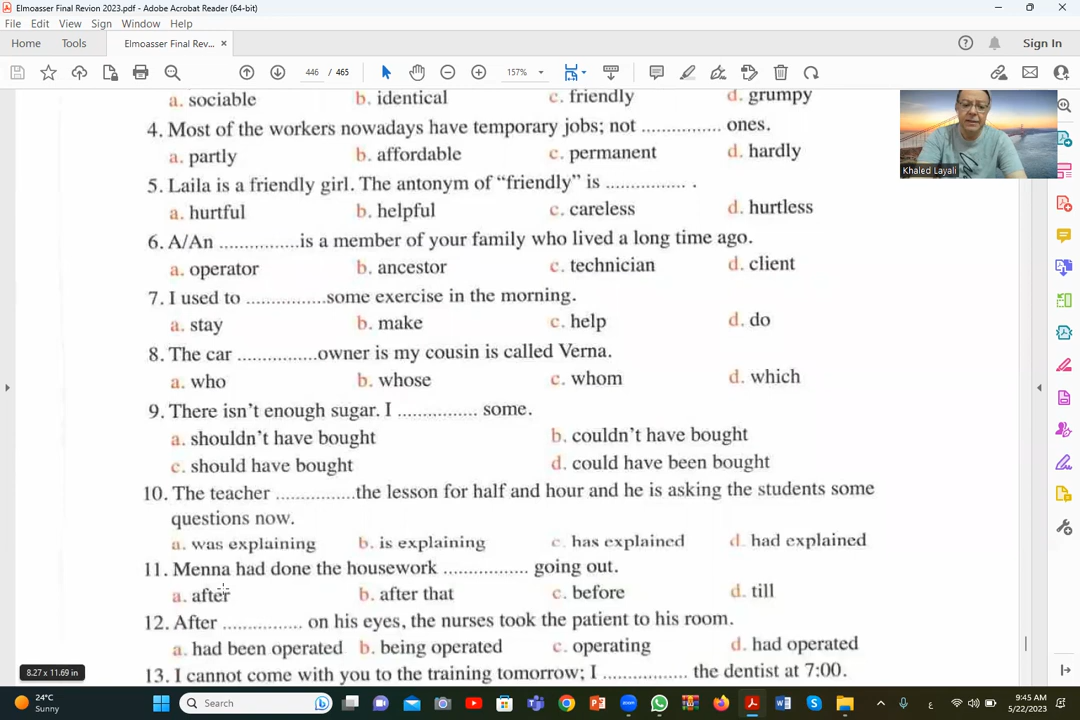 Elmoasser Final Revion 2023.pdf - Adobe Acrobat Reader (64-bit)
File Edit View Sign Window Help
Home Tools Elmoasser Final Rev... × Sign In
446 / 465 157%
a. sociable b. identical c. friendly d. grumpy
4. Most of the workers nowadays have temporary jobs; not ................ ones.
a. partly b. affordable c. permanent d. hardly
5. Laila is a friendly girl. The antonym of “friendly” is ................ .
a. hurtful b. helpful c. careless d. hurtless
6. A/An ................is a member of your family who lived a long time ago.
a. operator b. ancestor c. technician d. client
7. I used to ................some exercise in the morning.
a. stay b. make c. help d. do
8. The car ................owner is my cousin is called Verna.
a. who b. whose c. whom d. which
9. There isn’t enough sugar. I ................ some.
a. shouldn’t have bought b. couldn’t have bought
c. should have bought d. could have been bought
10. The teacher ................the lesson for half and hour and he is asking the students some
questions now.
a. was explaining b. is explaining c. has explained d. had explained
11. Menna had done the housework ................ going out.
a. after b. after that c. before d. till
12. After ................ on his eyes, the nurses took the patient to his room.
a. had been operated b. being operated c. operating d. had operated
13. I cannot come with you to the training tomorrow; I ................ the dentist at 7:00.
Khaled Layali
8.27 x 11.69 in
24°C
Sunny
Search
ع
9:45 AM
5/22/2023